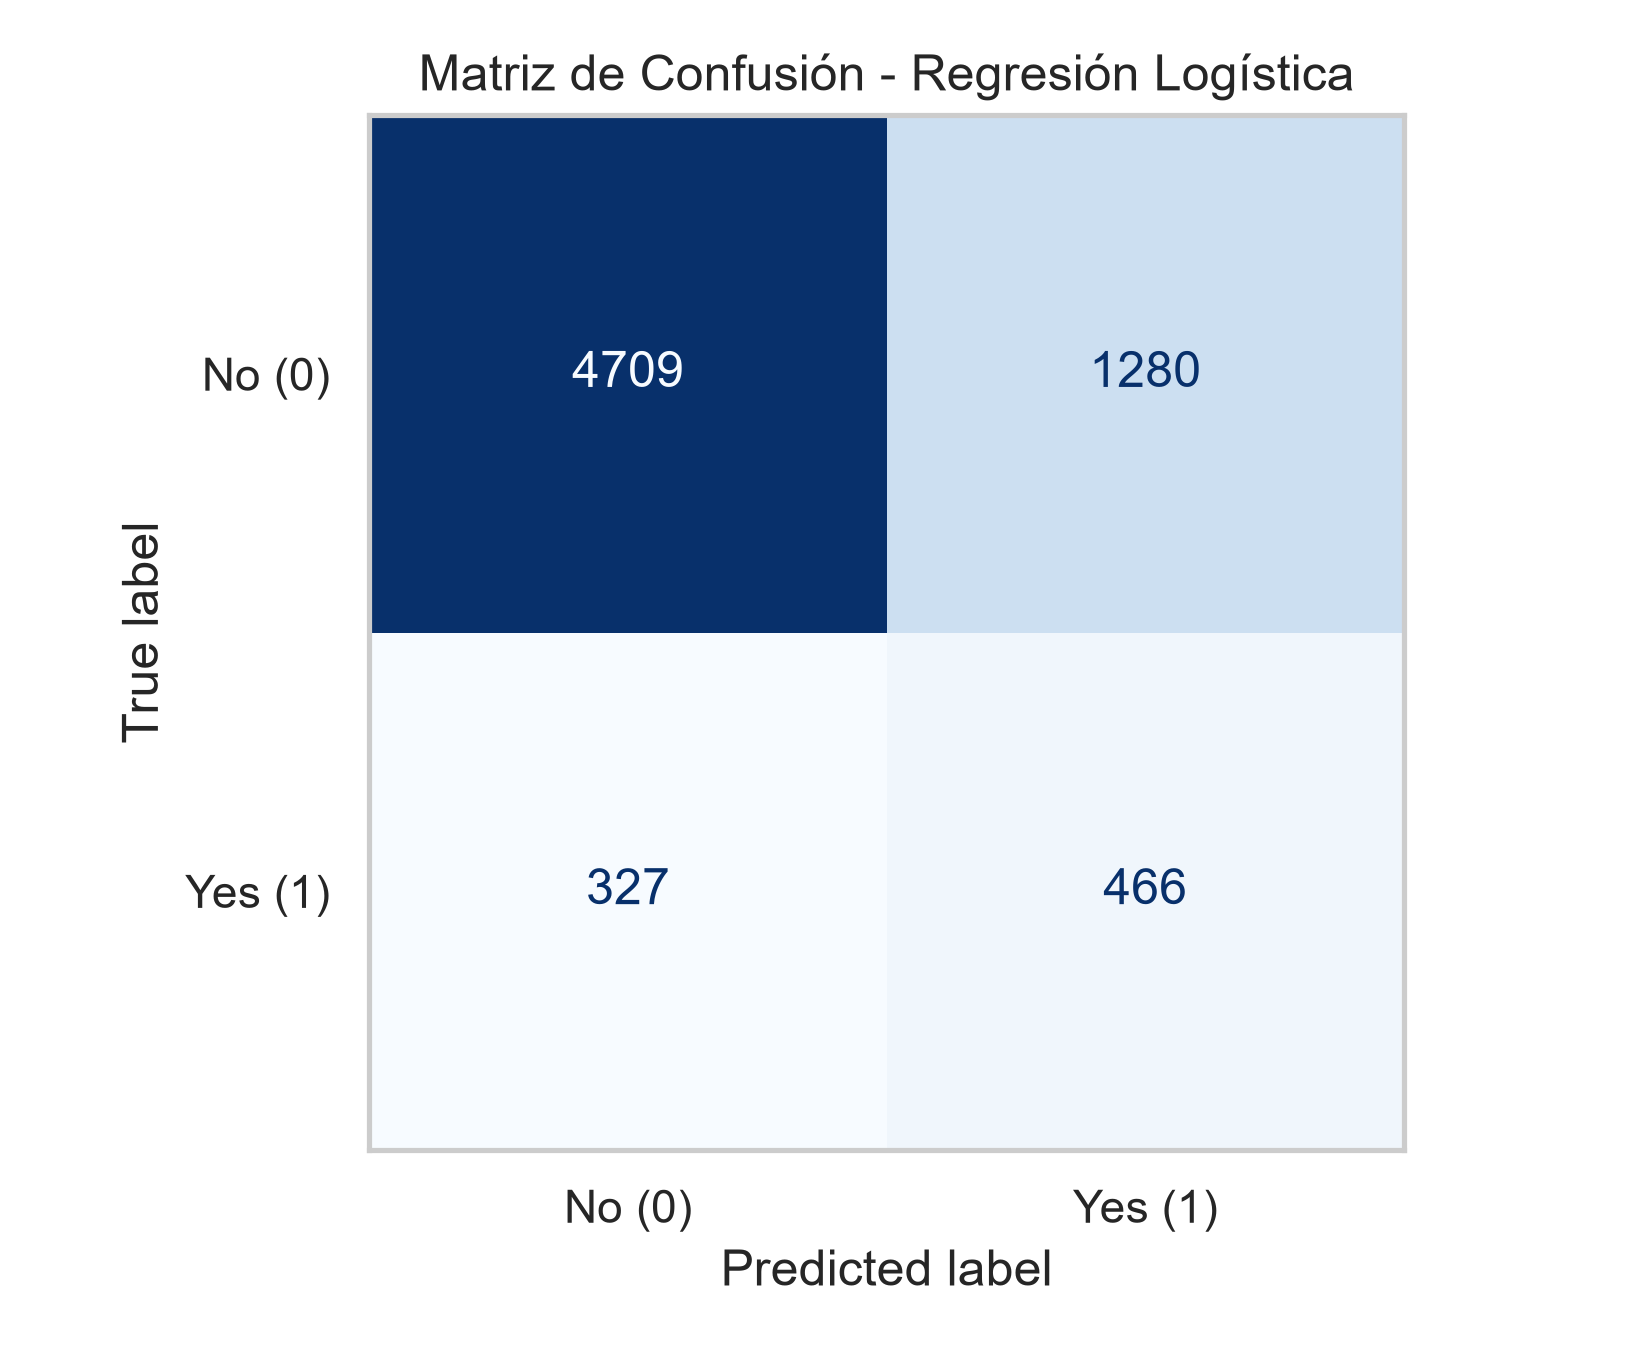 Matriz de Confusión - Regresión Logística
True label
No (0)
4709
1280
Yes (1)
327
466
No (0)
Yes (1)
Predicted label